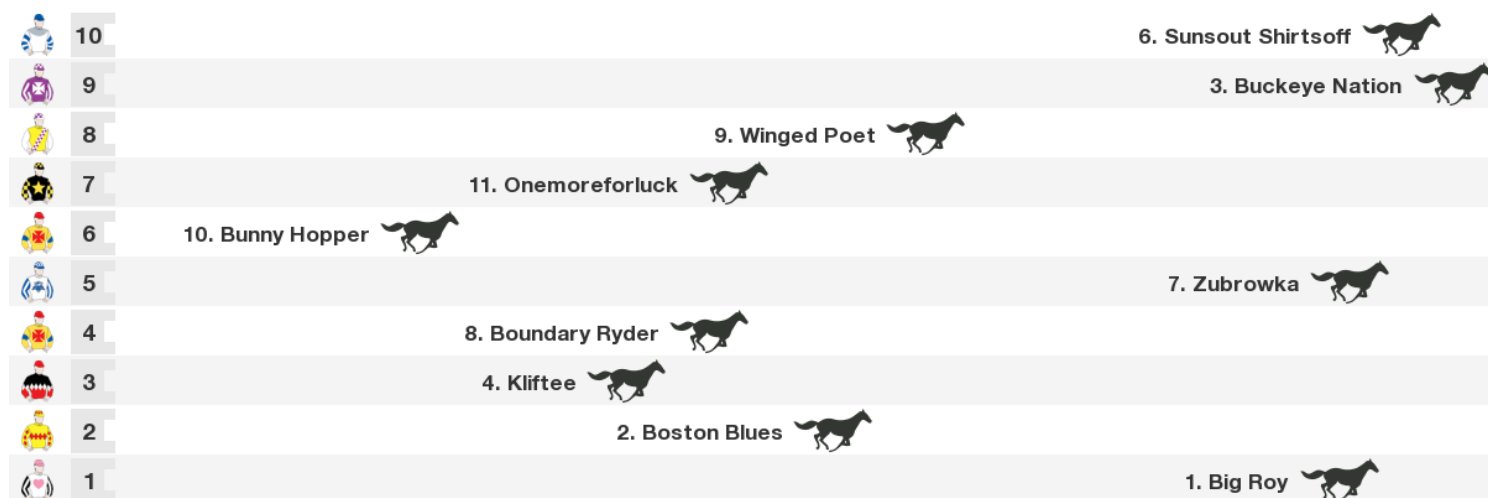 10 6. Sunsout Shirtsoff
9 3. Buckeye Nation
8 9. Winged Poet
7 11. Onemoreforluck
6 10. Bunny Hopper
5 7. Zubrowka
4 8. Boundary Ryder
3 4. Kliftee
2 2. Boston Blues
1 1. Big Roy